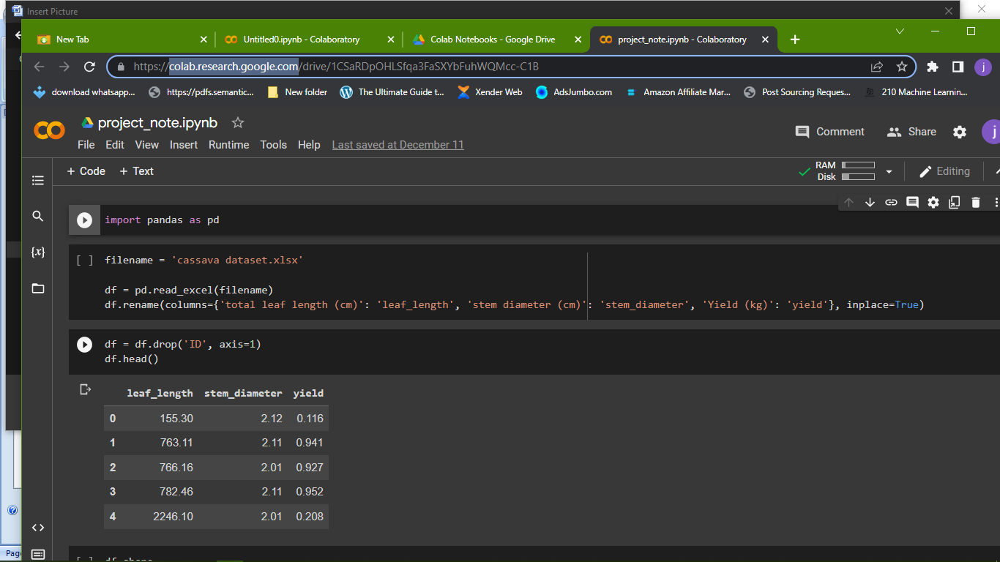 Insert Picture
New Tab
Untitled0.ipynb - Colaboratory
Colab Notebooks - Google Drive
project_note.ipynb - Colaboratory
https://colab.research.google.com/drive/1CSaRDpOHLSfqa3FaSXYbFuhWQMcc-C1B
j
download whatsapp...
https://pdfs.semantic...
New folder
The Ultimate Guide t...
Xender Web
AdsJumbo.com
Amazon Affiliate Mar...
Post Sourcing Reques...
210 Machine Learnin...
project_note.ipynb
Comment
Share
j
File Edit View Insert Runtime Tools Help Last saved at December 11
+ Code + Text
RAM
Disk
Editing
import pandas as pd
{x}
[ ] filename = 'cassava dataset.xlsx'
df = pd.read_excel(filename)
df.rename(columns={'total leaf length (cm)': 'leaf_length', 'stem diameter (cm)': 'stem_diameter', 'Yield (kg)': 'yield'}, inplace=True)
df = df.drop('ID', axis=1)
df.head()
leaf_length stem_diameter yield
0 155.30 2.12 0.116
1 763.11 2.11 0.941
2 766.16 2.01 0.927
3 782.46 2.11 0.952
4 2246.10 2.01 0.208
<>
Page
[ ] df.shape